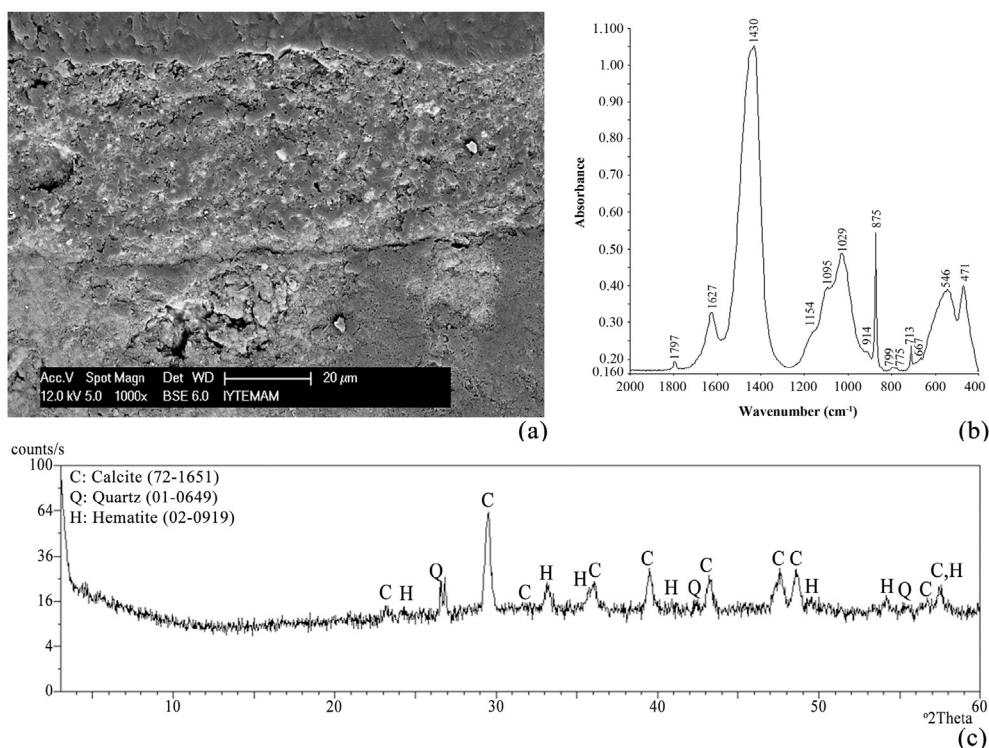 Acc.V Spot Magn Det WD 20 µm
12.0 kV 5.0 1000x BSE 6.0 IYTEMAM
(a)
1.100
1.00
0.90
0.80
0.70
0.60
0.50
0.40
0.30
0.20
0.160
Absorbance
1797
1627
1430
1154
1095
1029
914
875
799
775
713
667
546
471
2000 1600 1400 1200 1000 800 600 400
Wavenumber (cm⁻¹)
(b)
counts/s
100
64
36
16
4
0
C: Calcite (72-1651)
Q: Quartz (01-0649)
H: Hematite (02-0919)
C H Q C C H H C C H Q C C C H H Q C C,H
10 20 30 40 50 60
°2Theta
(c)